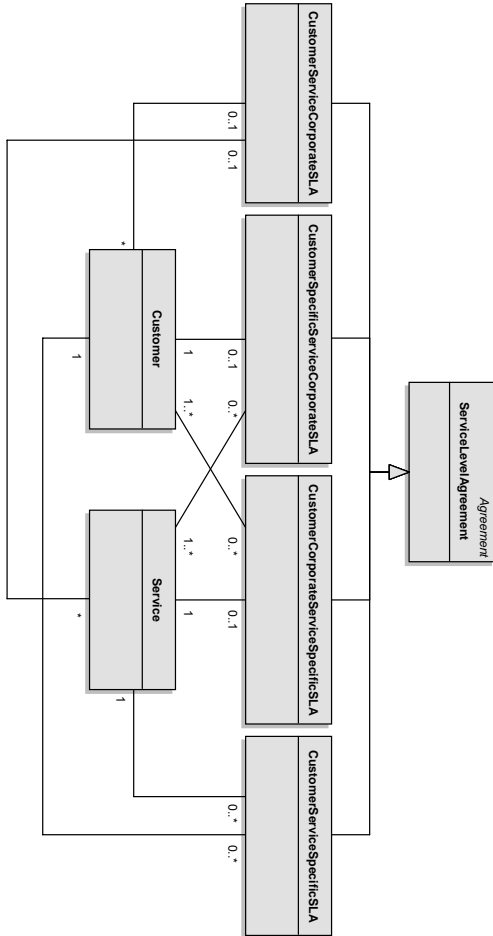 Agreement
ServiceLevelAgreement
CustomerServiceCorporateSLA
CustomerSpecificServiceCorporateSLA
CustomerCorporateServiceSpecificSLA
CustomerServiceSpecificSLA
0..1
0..1
0..1
0..*
0..*
0..1
0..*
0..*
1
1..*
1..*
1
Customer
Service
*
1
1
*